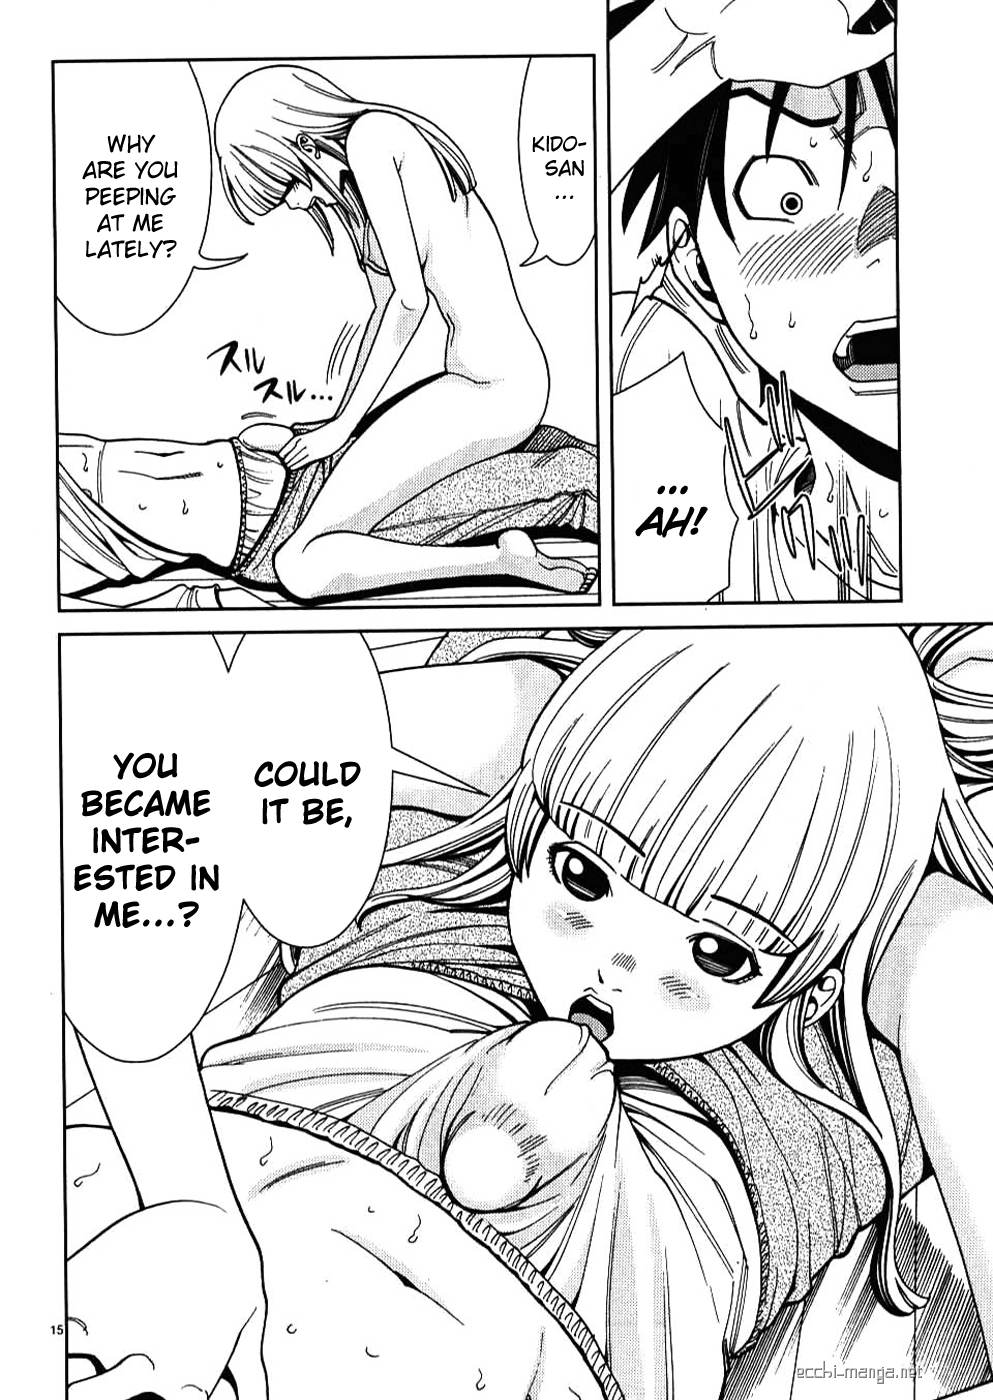 KIDO-
SAN
...
WHY
ARE YOU
PEEPING
AT ME
LATELY?
スル
スル...
...
AH!
COULD
IT BE,
YOU
BECAME
INTER-
ESTED IN
ME...?
15
ecchi-manga.net